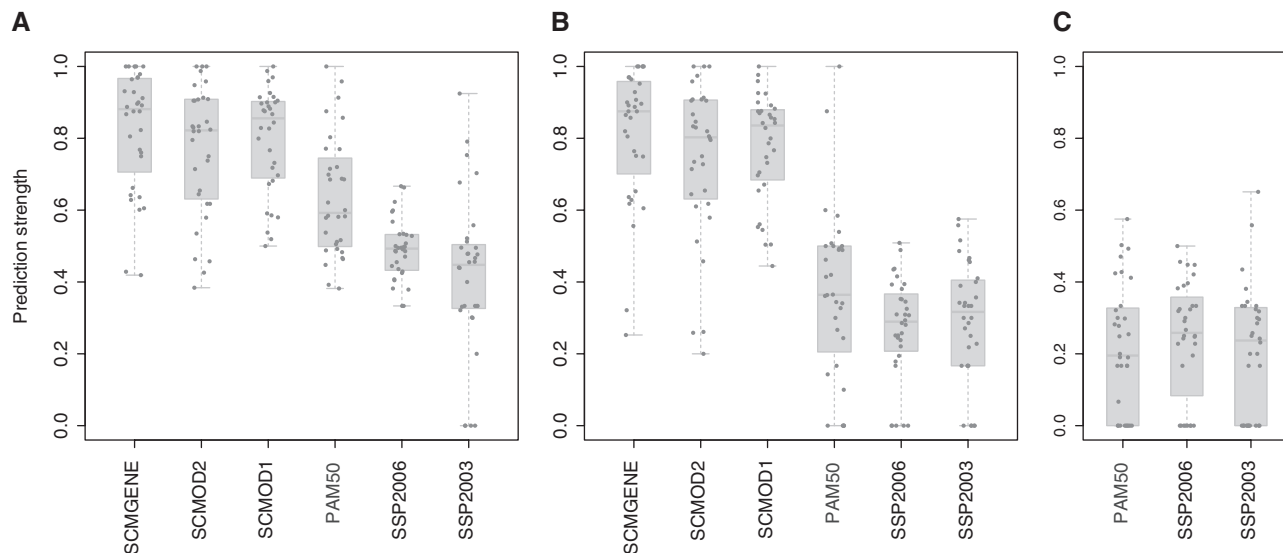 A
B
C
Prediction strength
1.0
0.8
0.6
0.4
0.2
0.0
SCMGENE
SCMOD2
SCMOD1
PAM50
SSP2006
SSP2003
1.0
0.8
0.6
0.4
0.2
0.0
SCMGENE
SCMOD2
SCMOD1
PAM50
SSP2006
SSP2003
1.0
0.8
0.6
0.4
0.2
0.0
PAM50
SSP2006
SSP2003